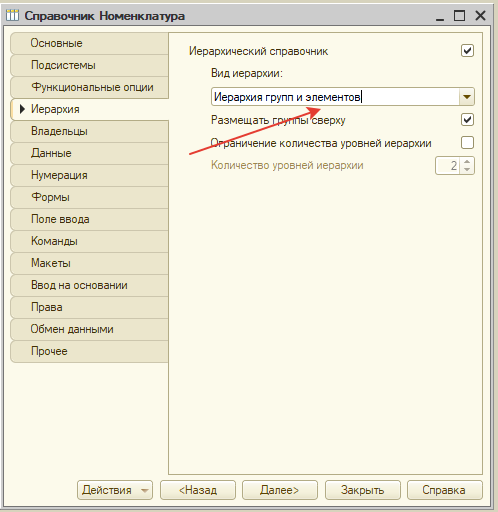 Справочник Номенклатура
Основные
Подсистемы
Функциональные опции
Иерархия
Владельцы
Данные
Нумерация
Формы
Поле ввода
Команды
Макеты
Ввод на основании
Права
Обмен данными
Прочее
Иерархический справочник
Вид иерархии:
Иерархия групп и элементов
Размещать группы сверху
Ограничение количества уровней иерархии
Количество уровней иерархии 2
Действия <Назад Далее> Закрыть Справка